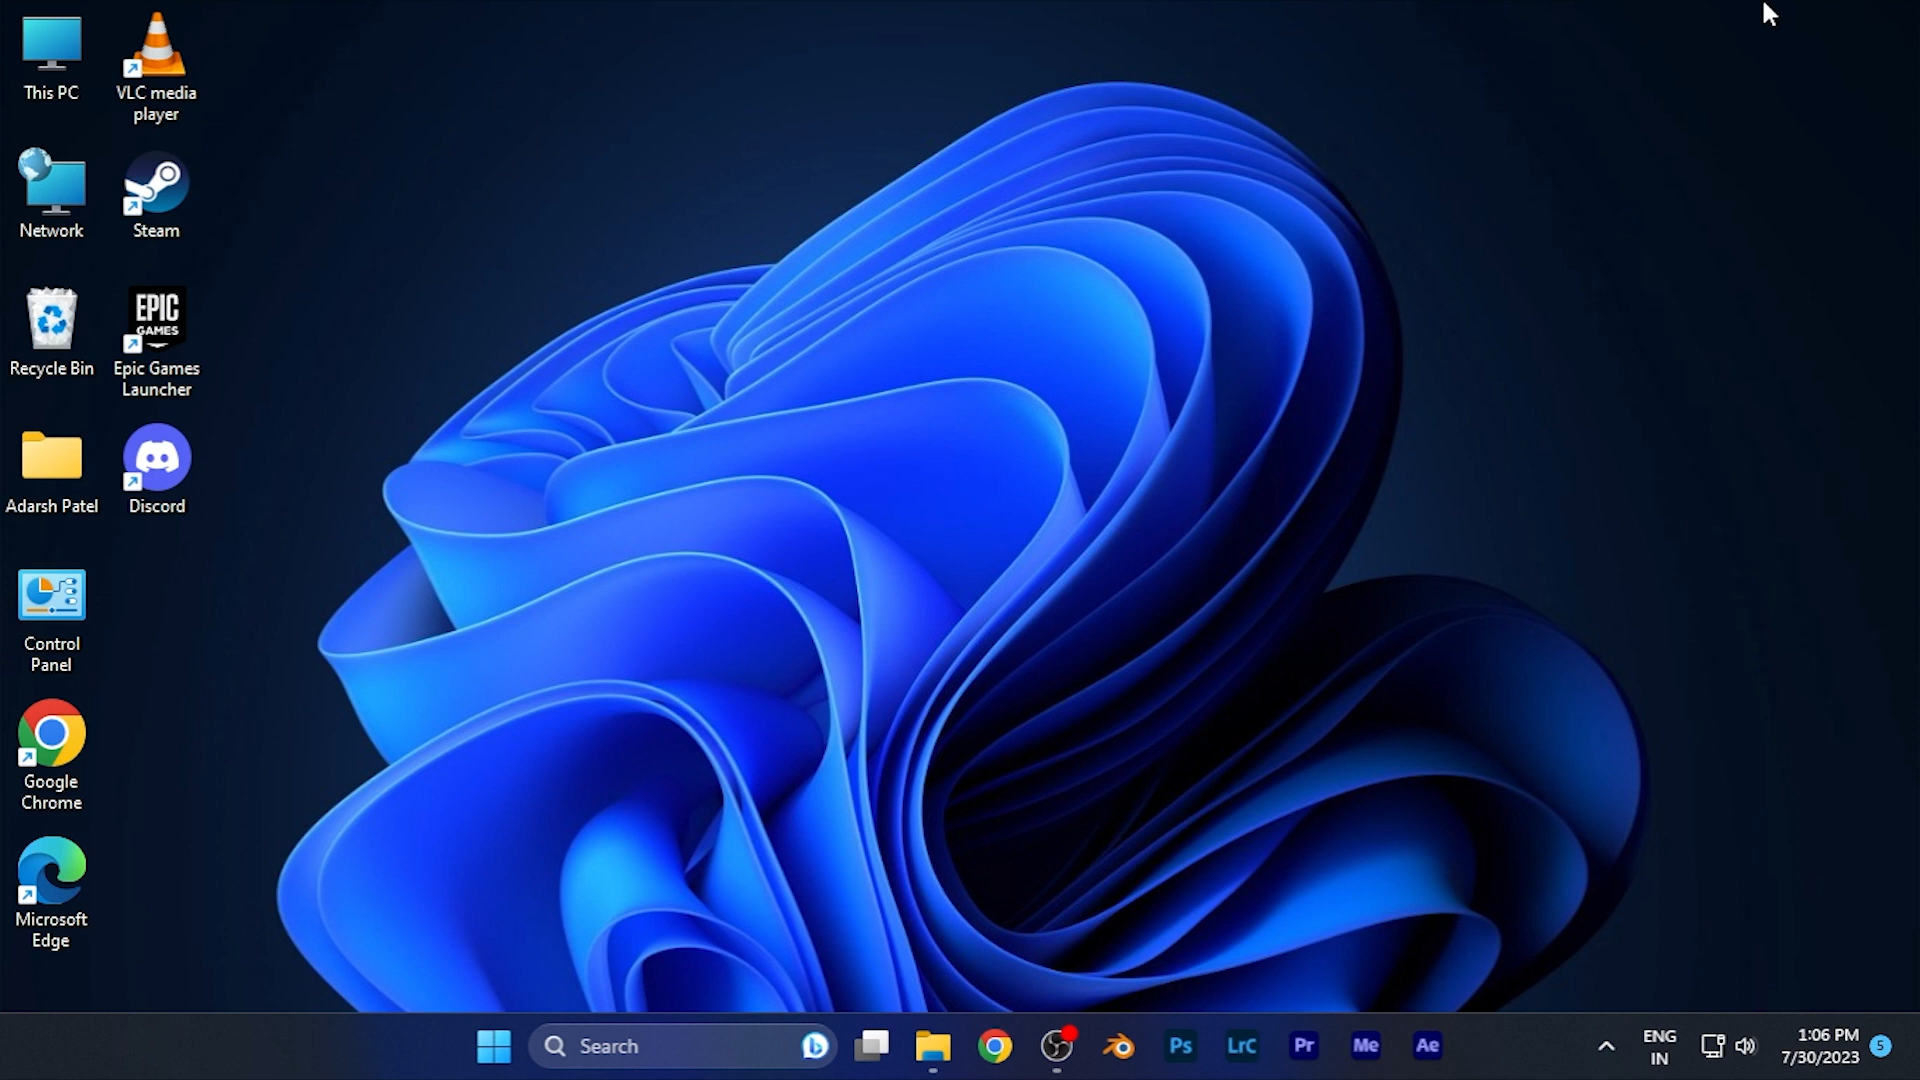 This PC
VLC media
player
Network
Steam
Recycle Bin
EPIC
GAMES
Epic Games
Launcher
Adarsh Patel
Discord
Control
Panel
Google
Chrome
Microsoft
Edge
Search
Ps
LrC
Pr
Me
Ae
ENG
IN
1:06 PM
7/30/2023
5